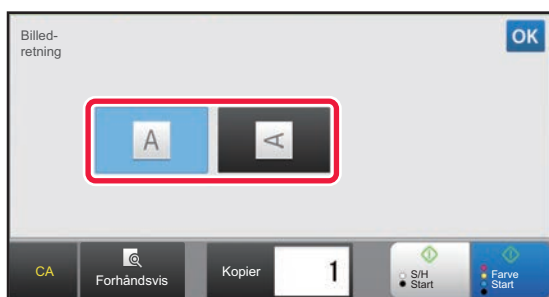 Billed-
retning
OK
A
A
CA
Forhåndsvis
Kopier
1
S/H
Start
Farve
Start